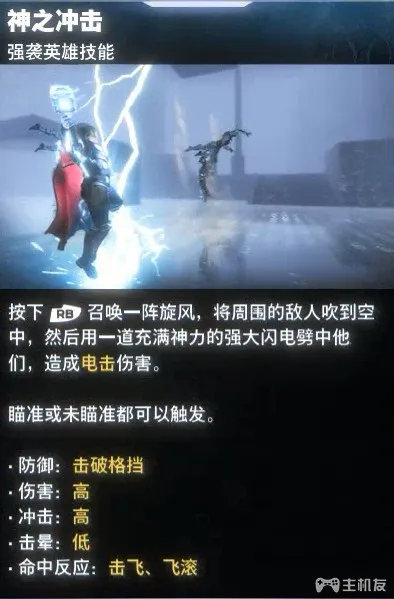 神之冲击
强袭英雄技能
按下 RB 召唤一阵旋风，将周围的敌人吹到空
中，然后用一道充满神力的强大闪电劈中他
们，造成电击伤害。
瞄准或未瞄准都可以触发。
· 防御：击破格挡
· 伤害：高
· 冲击：高
· 击晕：低
· 命中反应：击飞、飞滚
主机友